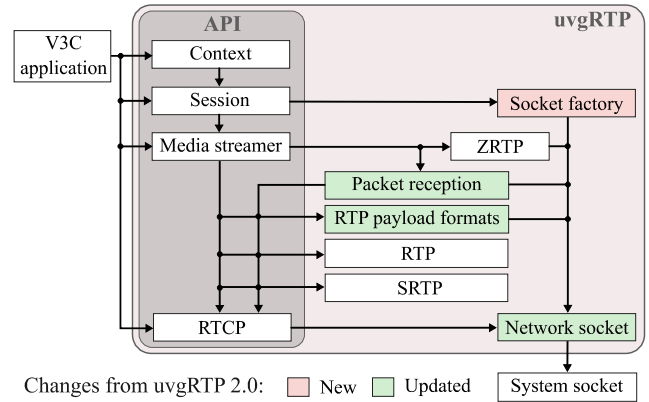 API
uvgRTP
V3C
application
Context
Session
Socket factory
Media streamer
ZRTP
Packet reception
RTP payload formats
RTP
SRTP
RTCP
Network socket
Changes from uvgRTP 2.0:
New
Updated
System socket